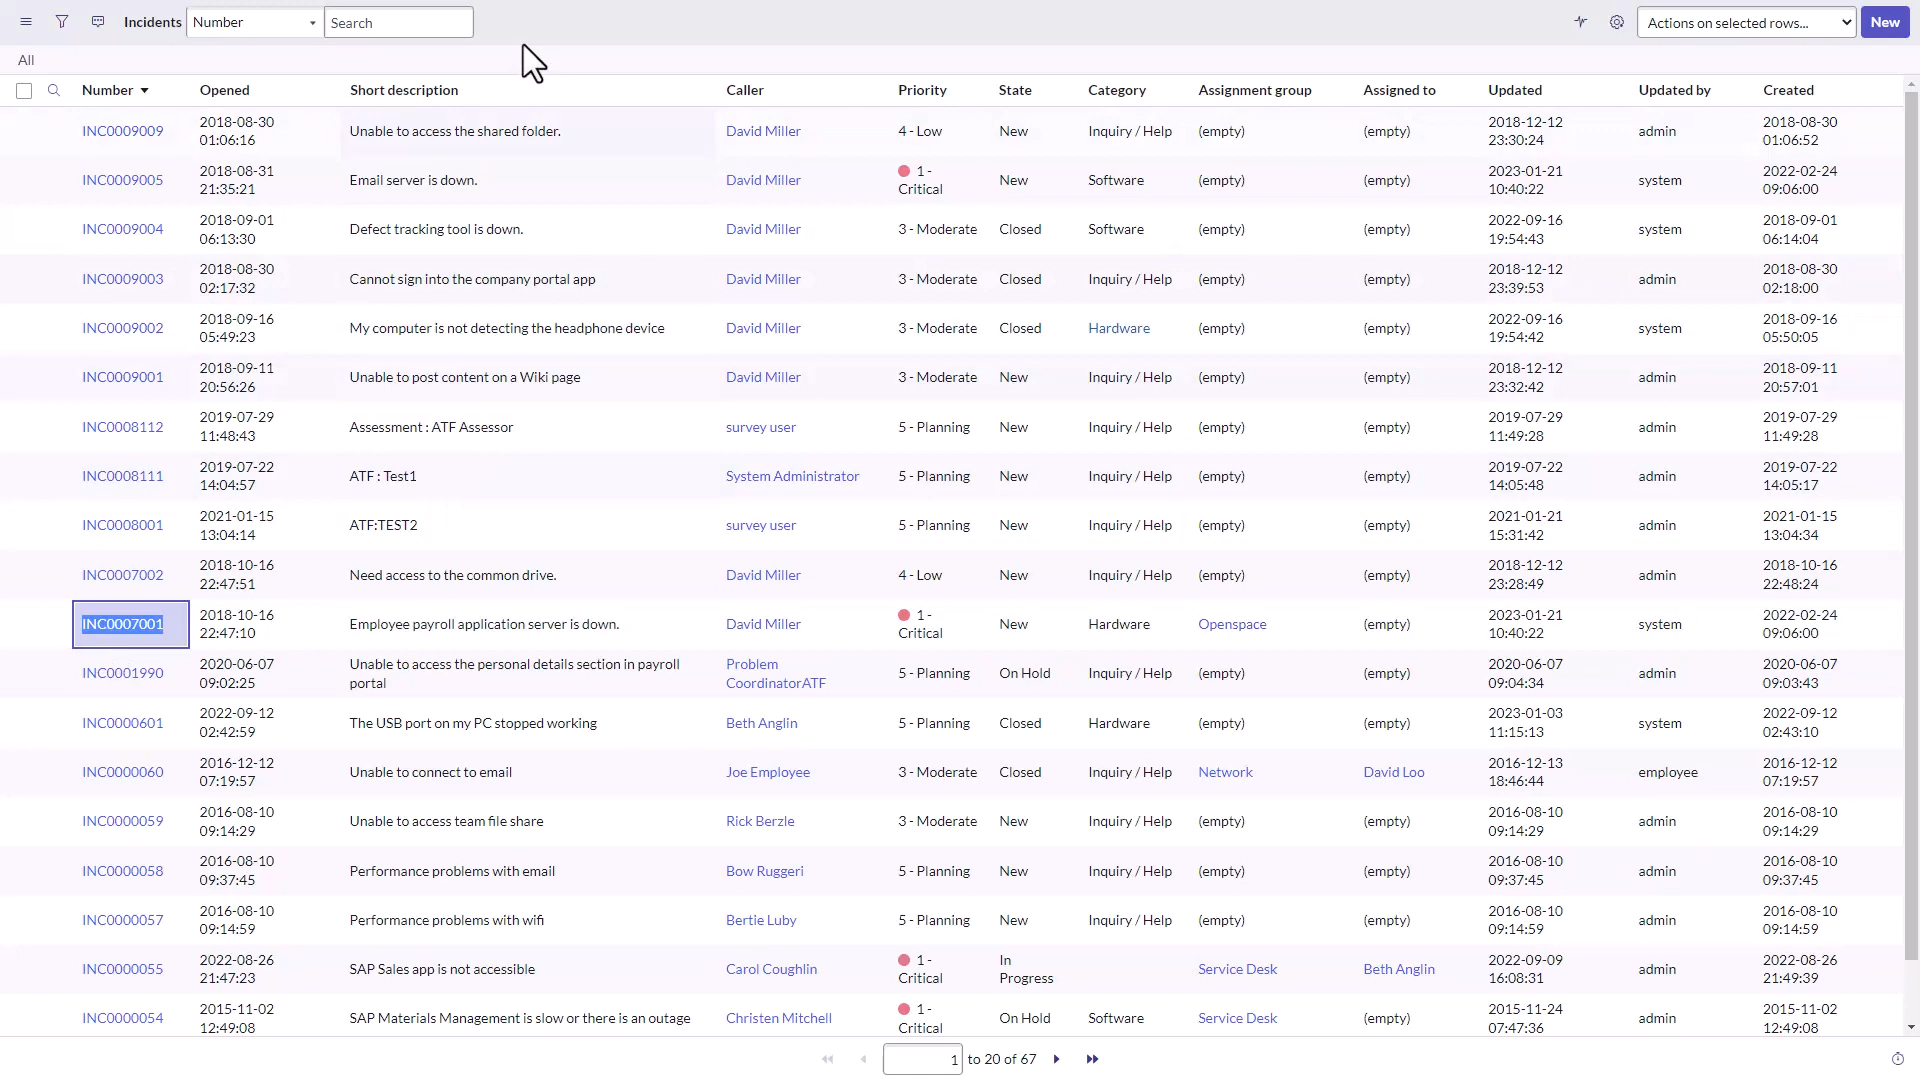 Incidents Number Search Actions on selected rows... New
All
Number Opened Short description Caller Priority State Category Assignment group Assigned to Updated Updated by Created
INC0009009 2018-08-30 01:06:16 Unable to access the shared folder. David Miller 4 - Low New Inquiry / Help (empty) (empty) 2018-12-12 23:30:24 admin 2018-08-30 01:06:52
INC0009005 2018-08-31 21:35:21 Email server is down. David Miller 1 - Critical New Software (empty) (empty) 2023-01-21 10:40:22 system 2022-02-24 09:06:00
INC0009004 2018-09-01 06:13:30 Defect tracking tool is down. David Miller 3 - Moderate Closed Software (empty) (empty) 2022-09-16 19:54:43 system 2018-09-01 06:14:04
INC0009003 2018-08-30 02:17:32 Cannot sign into the company portal app David Miller 3 - Moderate Closed Inquiry / Help (empty) (empty) 2018-12-12 23:39:53 admin 2018-08-30 02:18:00
INC0009002 2018-09-16 05:49:23 My computer is not detecting the headphone device David Miller 3 - Moderate Closed Hardware (empty) (empty) 2022-09-16 19:54:42 system 2018-09-16 05:50:05
INC0009001 2018-09-11 20:56:26 Unable to post content on a Wiki page David Miller 3 - Moderate New Inquiry / Help (empty) (empty) 2018-12-12 23:32:42 admin 2018-09-11 20:57:01
INC0008112 2019-07-29 11:48:43 Assessment : ATF Assessor survey user 5 - Planning New Inquiry / Help (empty) (empty) 2019-07-29 11:49:28 admin 2019-07-29 11:49:28
INC0008111 2019-07-22 14:04:57 ATF : Test1 System Administrator 5 - Planning New Inquiry / Help (empty) (empty) 2019-07-22 14:05:48 admin 2019-07-22 14:05:17
INC0008001 2021-01-15 13:04:14 ATF:TEST2 survey user 5 - Planning New Inquiry / Help (empty) (empty) 2021-01-21 15:31:42 admin 2021-01-15 13:04:34
INC0007002 2018-10-16 22:47:51 Need access to the common drive. David Miller 4 - Low New Inquiry / Help (empty) (empty) 2018-12-12 23:28:49 admin 2018-10-16 22:48:24
INC0007001 2018-10-16 22:47:10 Employee payroll application server is down. David Miller 1 - Critical New Hardware Openspace (empty) 2023-01-21 10:40:22 system 2022-02-24 09:06:00
INC0001990 2020-06-07 09:02:25 Unable to access the personal details section in payroll portal Problem CoordinatorATF 5 - Planning On Hold Inquiry / Help (empty) (empty) 2020-06-07 09:04:34 admin 2020-06-07 09:03:43
INC0000601 2022-09-12 02:42:59 The USB port on my PC stopped working Beth Anglin 5 - Planning Closed Hardware (empty) (empty) 2023-01-03 11:15:13 system 2022-09-12 02:43:10
INC0000060 2016-12-12 07:19:57 Unable to connect to email Joe Employee 3 - Moderate Closed Inquiry / Help Network David Loo 2016-12-13 18:46:44 employee 2016-12-12 07:19:57
INC0000059 2016-08-10 09:14:29 Unable to access team file share Rick Berzle 3 - Moderate New Inquiry / Help (empty) (empty) 2016-08-10 09:14:29 admin 2016-08-10 09:14:29
INC0000058 2016-08-10 09:37:45 Performance problems with email Bow Ruggeri 5 - Planning New Inquiry / Help (empty) (empty) 2016-08-10 09:37:45 admin 2016-08-10 09:37:45
INC0000057 2016-08-10 09:14:59 Performance problems with wifi Bertie Luby 5 - Planning New Inquiry / Help (empty) (empty) 2016-08-10 09:14:59 admin 2016-08-10 09:14:59
INC0000055 2022-08-26 21:47:23 SAP Sales app is not accessible Carol Coughlin 1 - Critical In Progress Service Desk Beth Anglin 2022-09-09 16:08:31 admin 2022-08-26 21:49:39
INC0000054 2015-11-02 12:49:08 SAP Materials Management is slow or there is an outage Christen Mitchell 1 - Critical On Hold Software Service Desk (empty) 2015-11-24 07:47:36 admin 2015-11-02 12:49:08
1 to 20 of 67